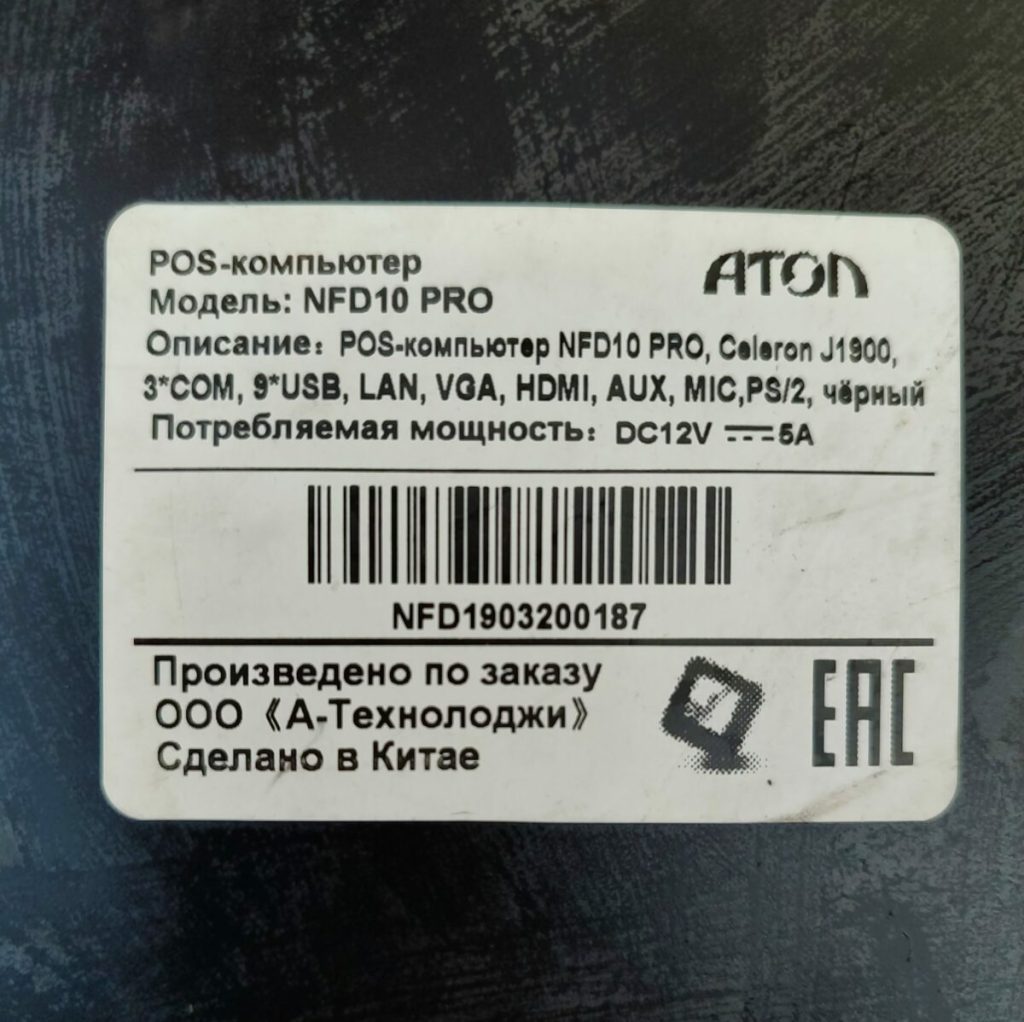 POS-компьютер
ATON
Модель: NFD10 PRO
Описание: POS-компьютер NFD10 PRO, Celeron J1900,
3*COM, 9*USB, LAN, VGA, HDMI, AUX, MIC,PS/2, чёрный
Потребляемая мощность: DC12V ⎓5A
NFD1903200187
Произведено по заказу
ООО《А-Технолоджи》
Сделано в Китае
EAC